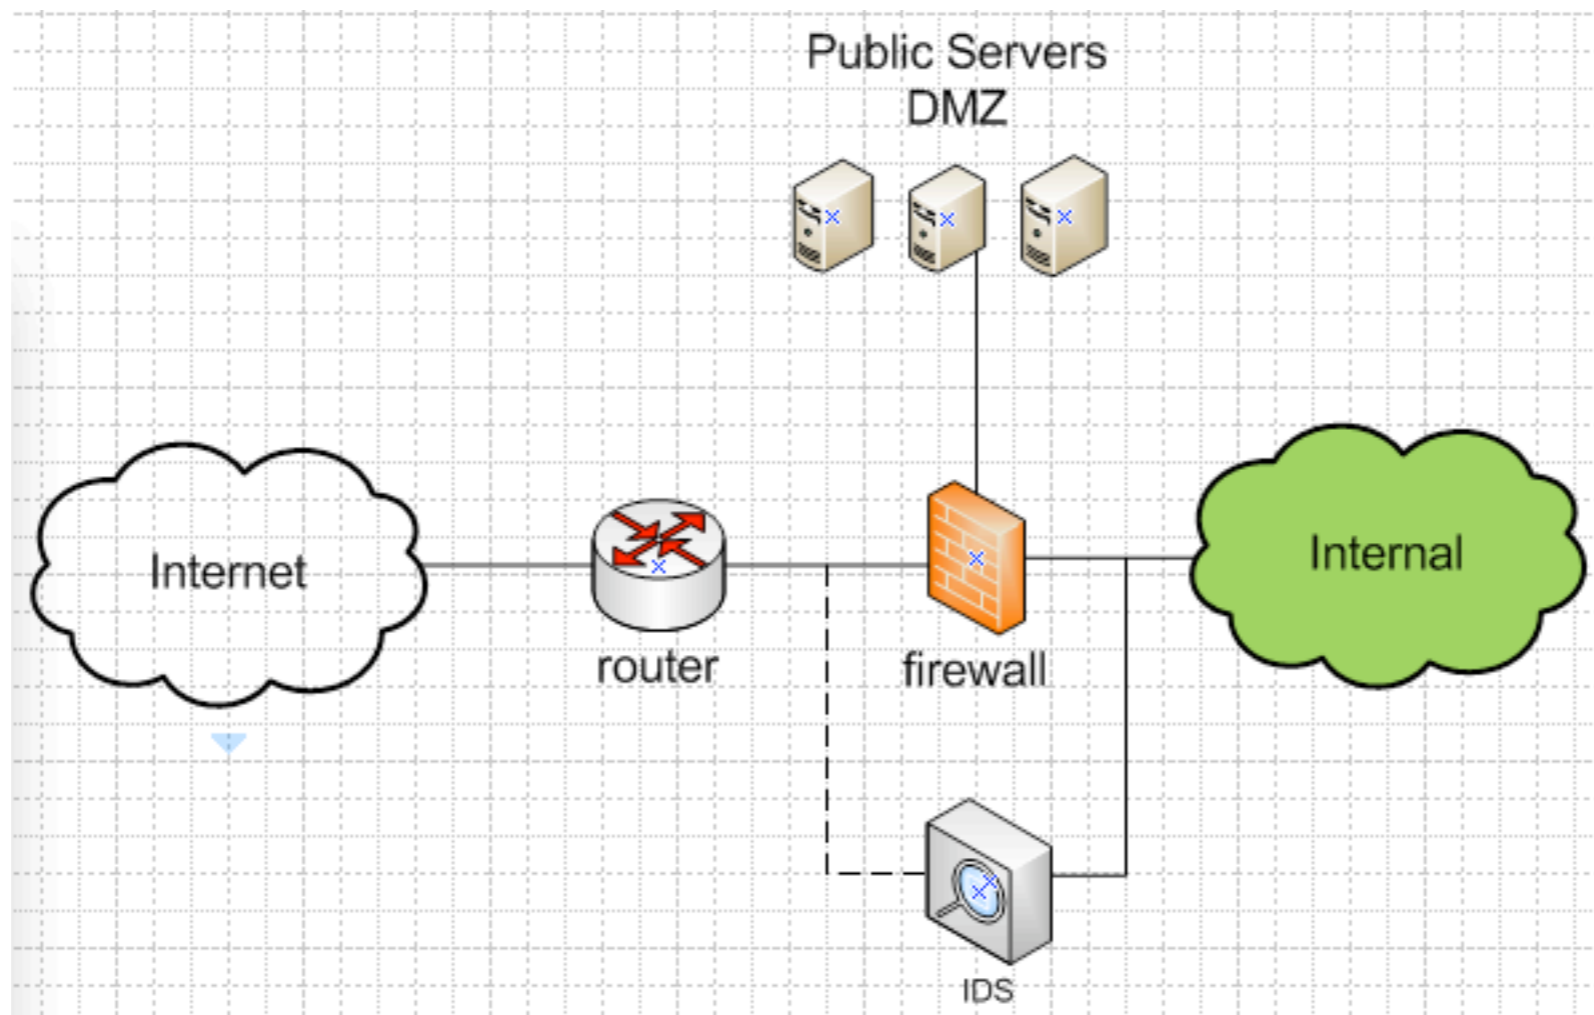 Public Servers
DMZ
Internet
router
firewall
Internal
IDS